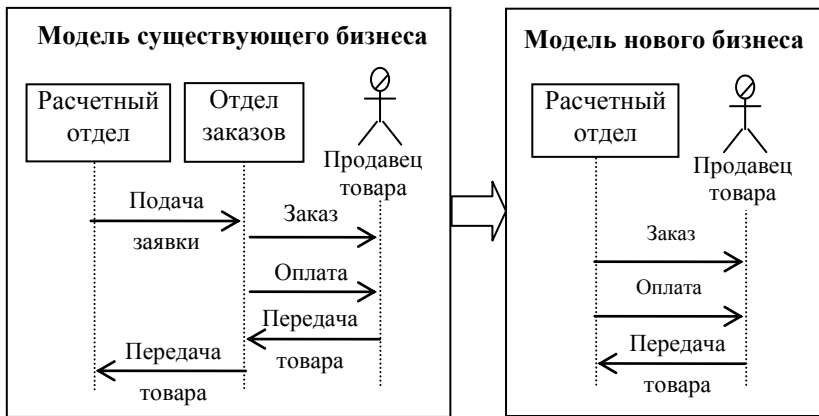 Модель существующего бизнеса
Расчетный
отдел
Отдел
заказов
Продавец
товара
Подача
заявки
Заказ
Оплата
Передача
товара
Передача
товара
Модель нового бизнеса
Расчетный
отдел
Продавец
товара
Заказ
Оплата
Передача
товара